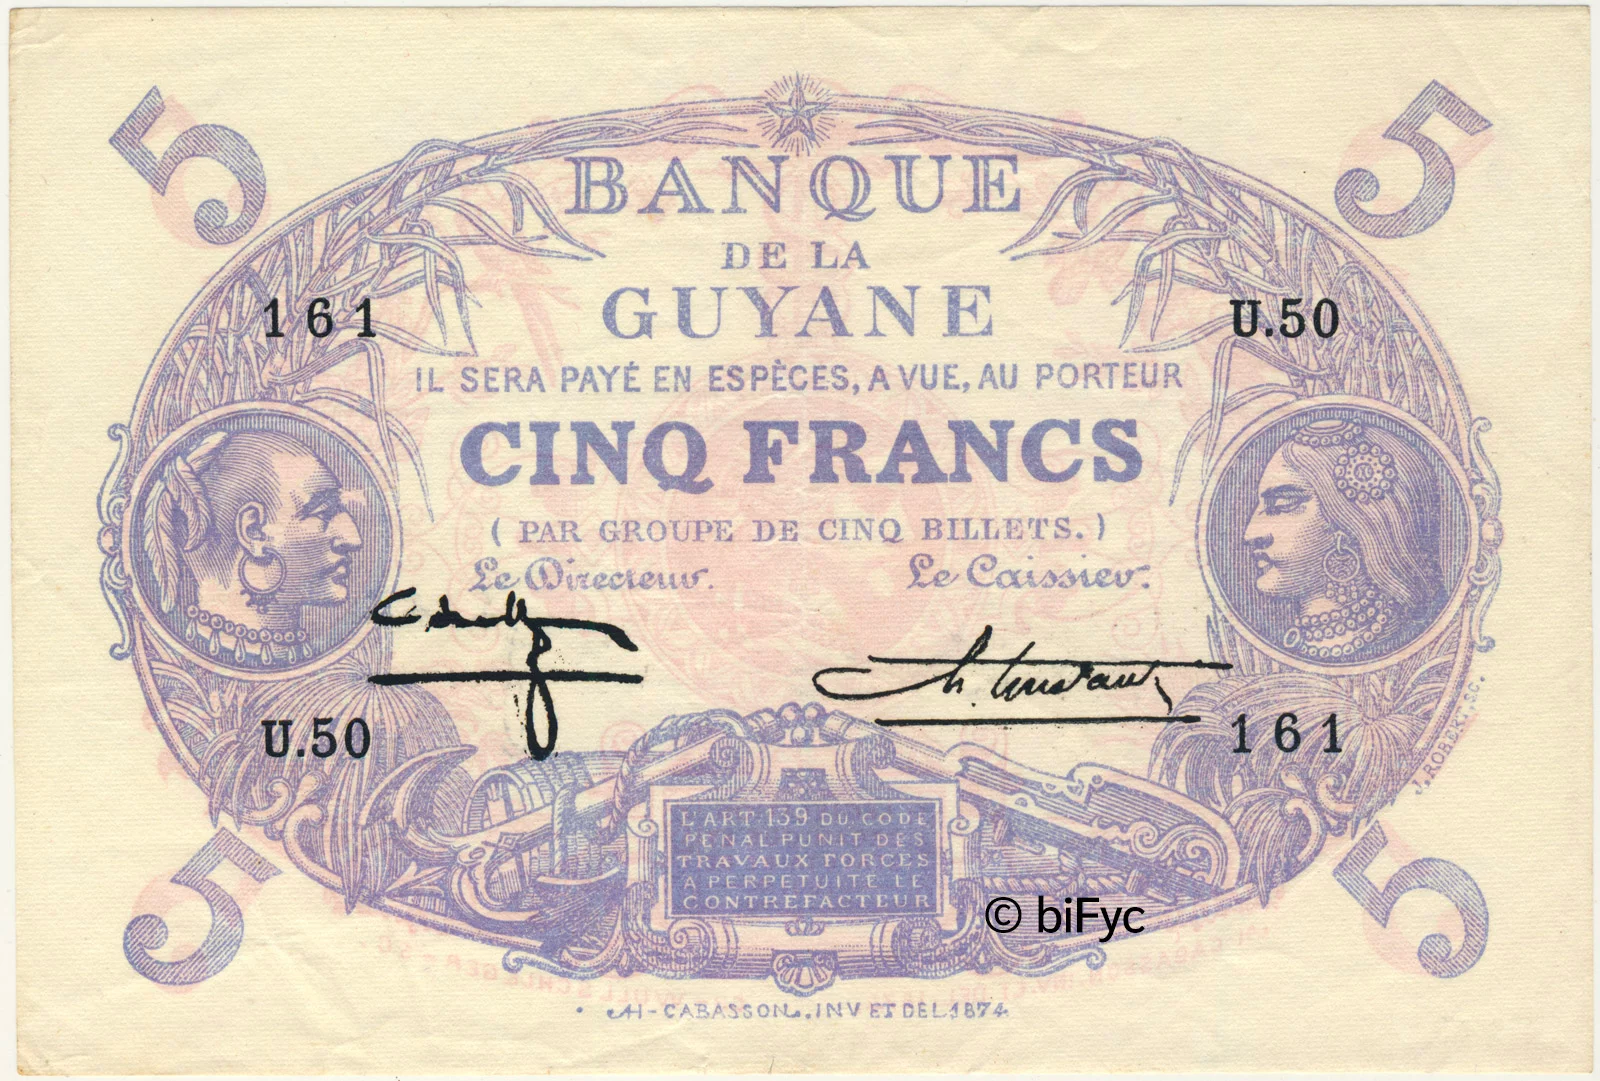 5 5
BANQUE
DE LA
GUYANE
161 U.50
IL SERA PAYÉ EN ESPÈCES, A VUE, AU PORTEUR
CINQ FRANCS
( PAR GROUPE DE CINQ BILLETS. )
Le Directeur. Le Caissier.
U.50 161
J. ROBERT, SC.
L'ART 139 DU CODE
PENAL PUNIT DES
TRAVAUX FORCES
A PERPETUITE LE
CONTREFACTEUR
© biFyc
5 5
H-CABASSON.,INV ET DEL.1874.